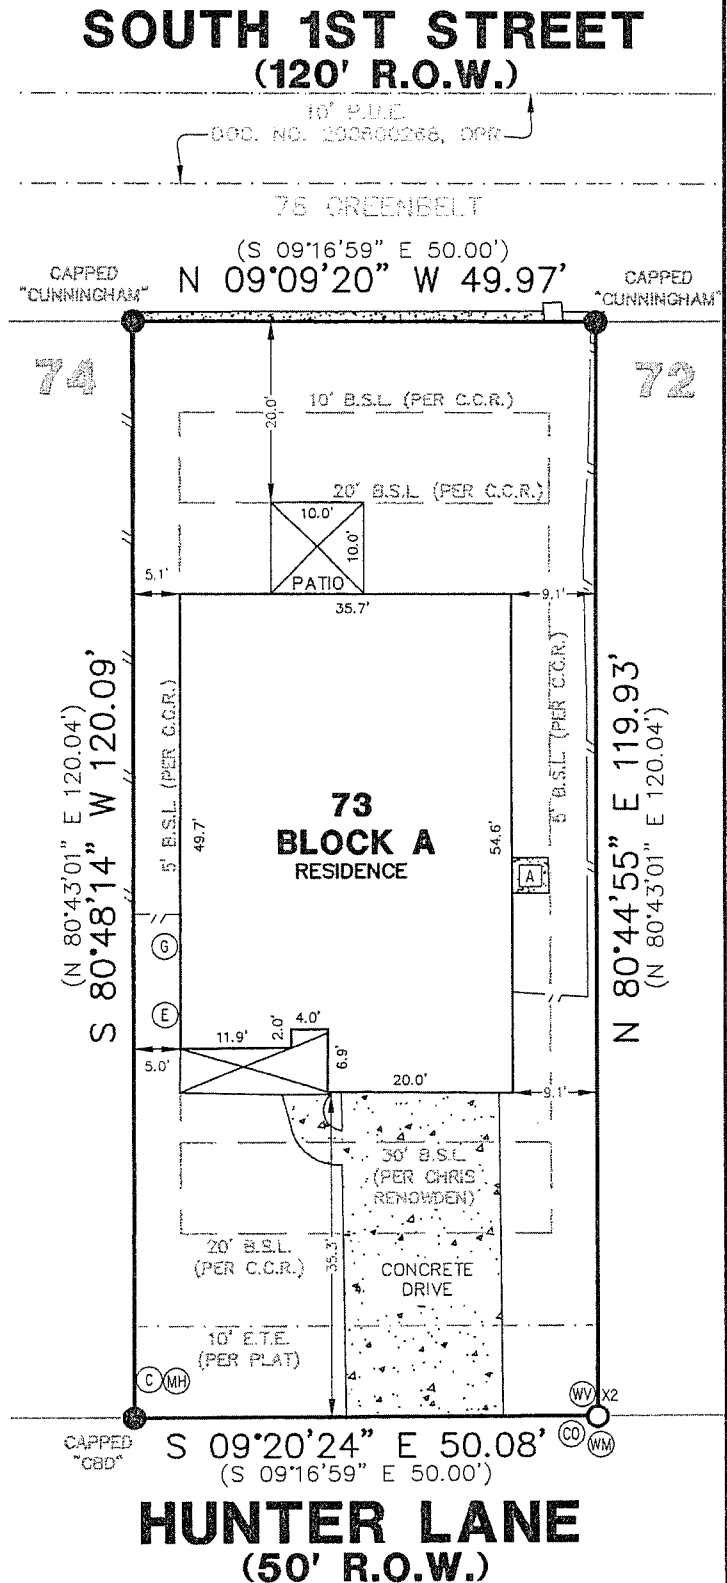 SOUTH 1ST STREET
(120' R.O.W.)
10' P.U.E.
DOC. NO. 200600268, OPR
75 GREENBELT
(S 09°16'59" E 50.00')
N 09°09'20" W 49.97'
CAPPED
"CUNNINGHAM"
CAPPED
"CUNNINGHAM"
74
72
20.0'
10' B.S.L. (PER C.C.R.)
20' B.S.L. (PER C.C.R.)
10.0'
10.0'
PATIO
5.1'
35.7'
9.1'
S 80°48'14" W 120.09'
(N 80°43'01" E 120.04')
5' B.S.L. (PER C.C.R.)
49.7'
73
BLOCK A
RESIDENCE
54.6'
A
5' B.S.L. (PER C.C.R.)
N 80°44'55" E 119.93'
(N 80°43'01" E 120.04')
G
E
11.9'
2.0'
4.0'
6.9'
5.0'
20.0'
9.1'
30' B.S.L.
(PER CHRIS
RENOWDEN)
20' B.S.L.
(PER C.C.R.)
35.3'
CONCRETE
DRIVE
10' E.T.E.
(PER PLAT)
C MH
WV X2
CO WM
CAPPED
"CBD"
S 09°20'24" E 50.08'
(S 09°16'59" E 50.00')
HUNTER LANE
(50' R.O.W.)